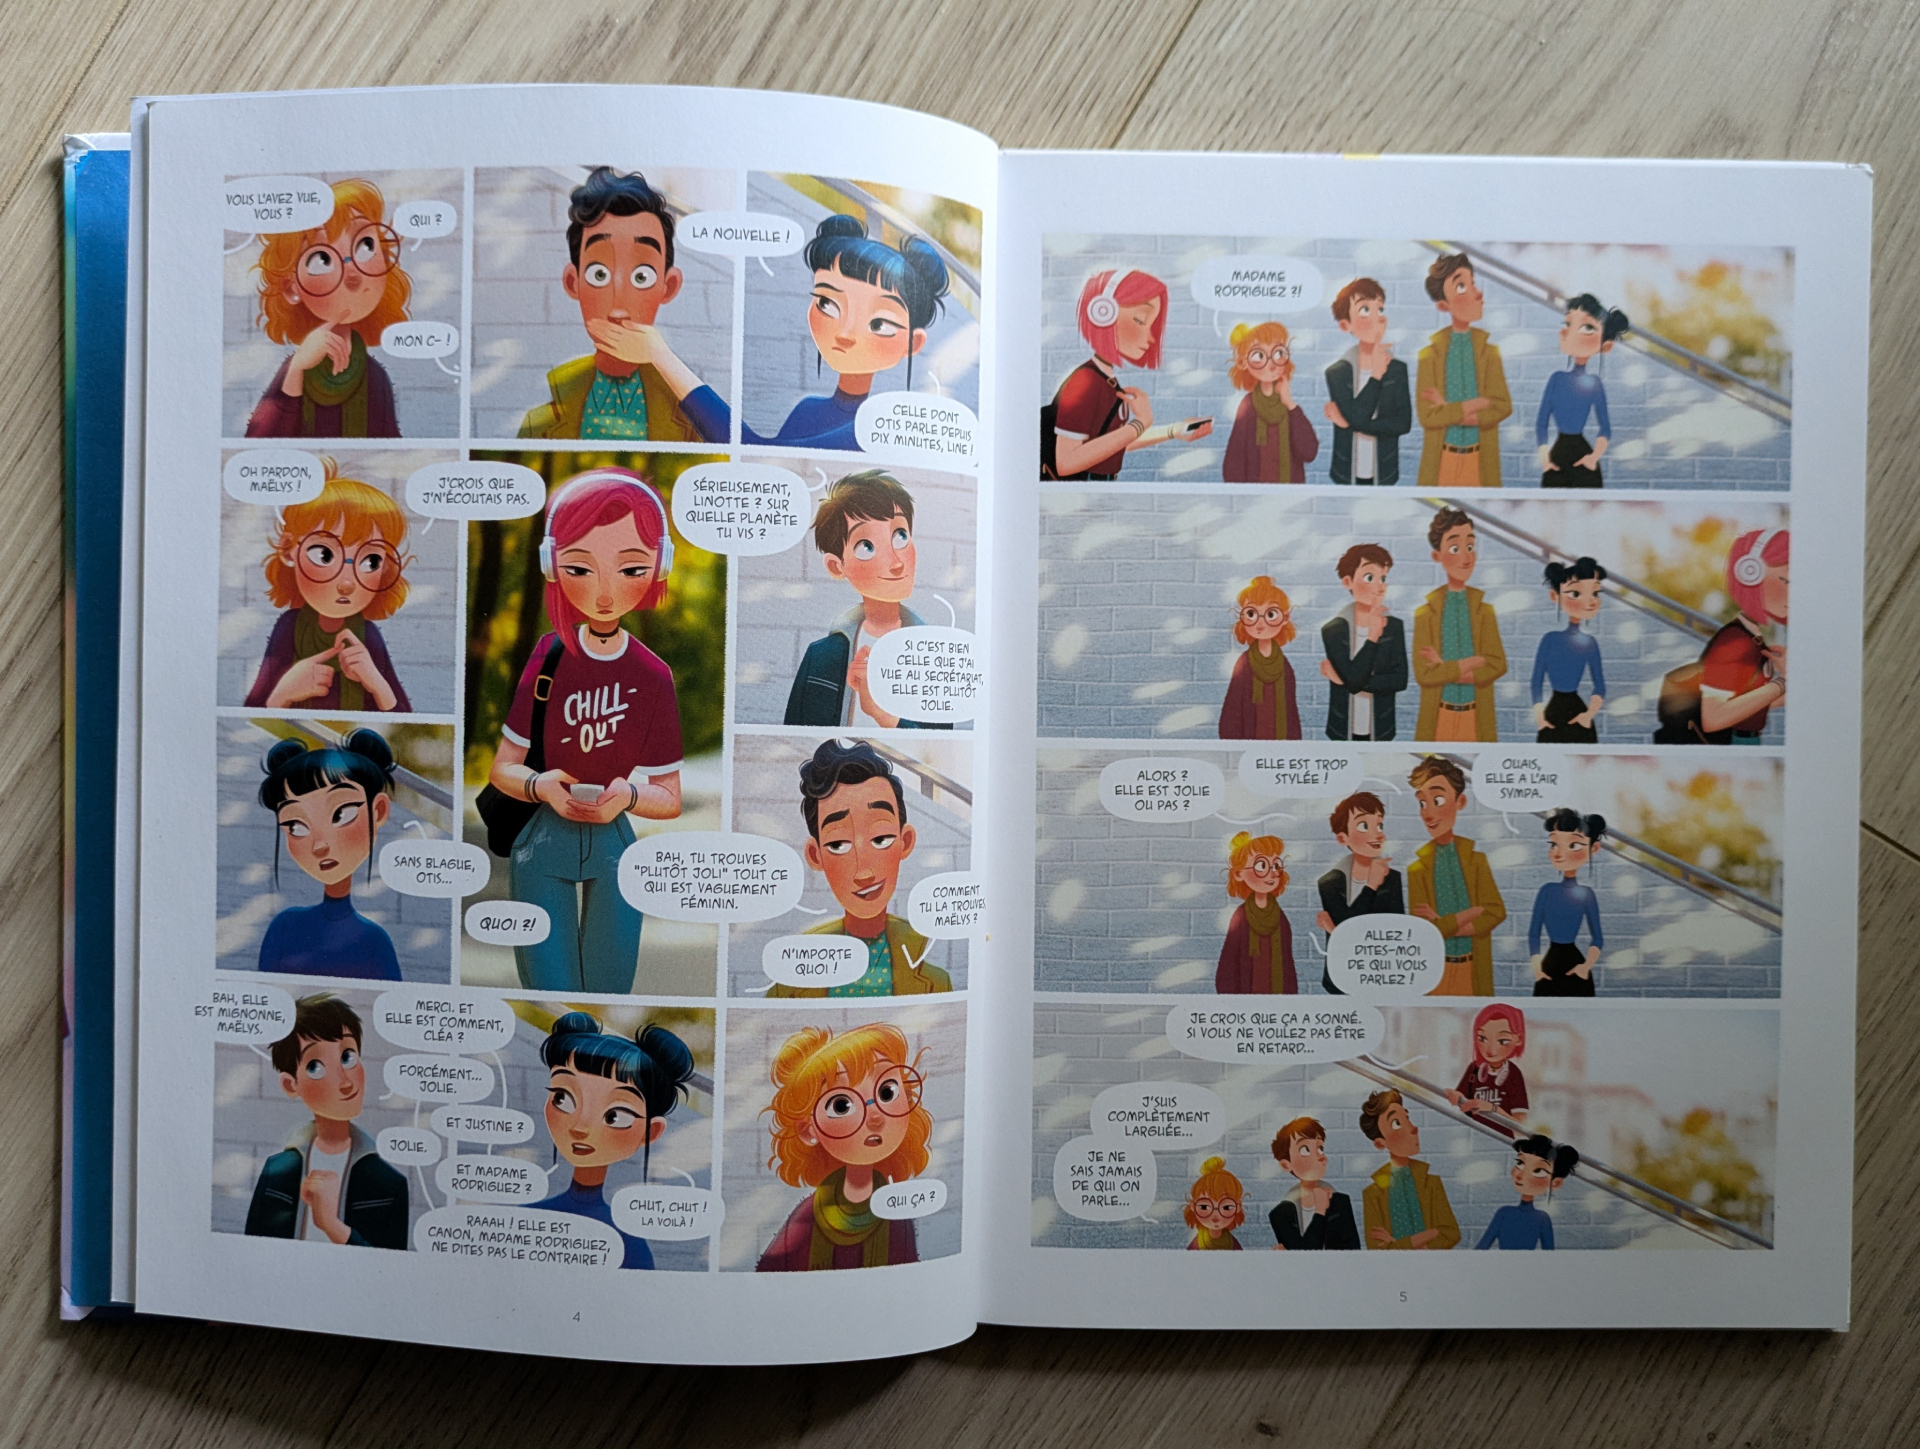 VOUS L'AVEZ VUE,
VOUS ?
QUI ?
MON C- !
LA NOUVELLE !
CELLE DONT
OTIS PARLE DEPUIS
DIX MINUTES, LINE !
OH PARDON,
MAËLYS !
J'CROIS QUE
J'N'ÉCOUTAIS PAS.
SÉRIEUSEMENT,
LINOTTE ? SUR
QUELLE PLANÈTE
TU VIS ?
SI C'EST BIEN
CELLE QUE J'AI
VUE AU SECRÉTARIAT,
ELLE EST PLUTÔT
JOLIE.
CHILL-
-OUT
SANS BLAGUE,
OTIS...
QUOI ?!
BAH, TU TROUVES
"PLUTÔT JOLI" TOUT CE
QUI EST VAGUEMENT
FÉMININ.
N'IMPORTE
QUOI !
COMMENT
TU LA TROUVES,
MAËLYS ?
BAH, ELLE
EST MIGNONNE,
MAËLYS.
MERCI. ET
ELLE EST COMMENT,
CLÉA ?
FORCÉMENT...
JOLIE.
ET JUSTINE ?
JOLIE.
ET MADAME
RODRIGUEZ ?
RAAAH ! ELLE EST
CANON, MADAME RODRIGUEZ,
NE DITES PAS LE CONTRAIRE !
CHUT, CHUT !
LA VOILÀ !
QUI ÇA ?
4
MADAME
RODRIGUEZ ?!
ALORS ?
ELLE EST JOLIE
OU PAS ?
ELLE EST TROP
STYLÉE !
OUAIS,
ELLE A L'AIR
SYMPA.
ALLEZ !
DITES-MOI
DE QUI VOUS
PARLEZ !
JE CROIS QUE ÇA A SONNÉ.
SI VOUS NE VOULEZ PAS ÊTRE
EN RETARD...
CHILL-
J'SUIS
COMPLÈTEMENT
LARGUÉE...
JE NE
SAIS JAMAIS
DE QUI ON
PARLE...
5